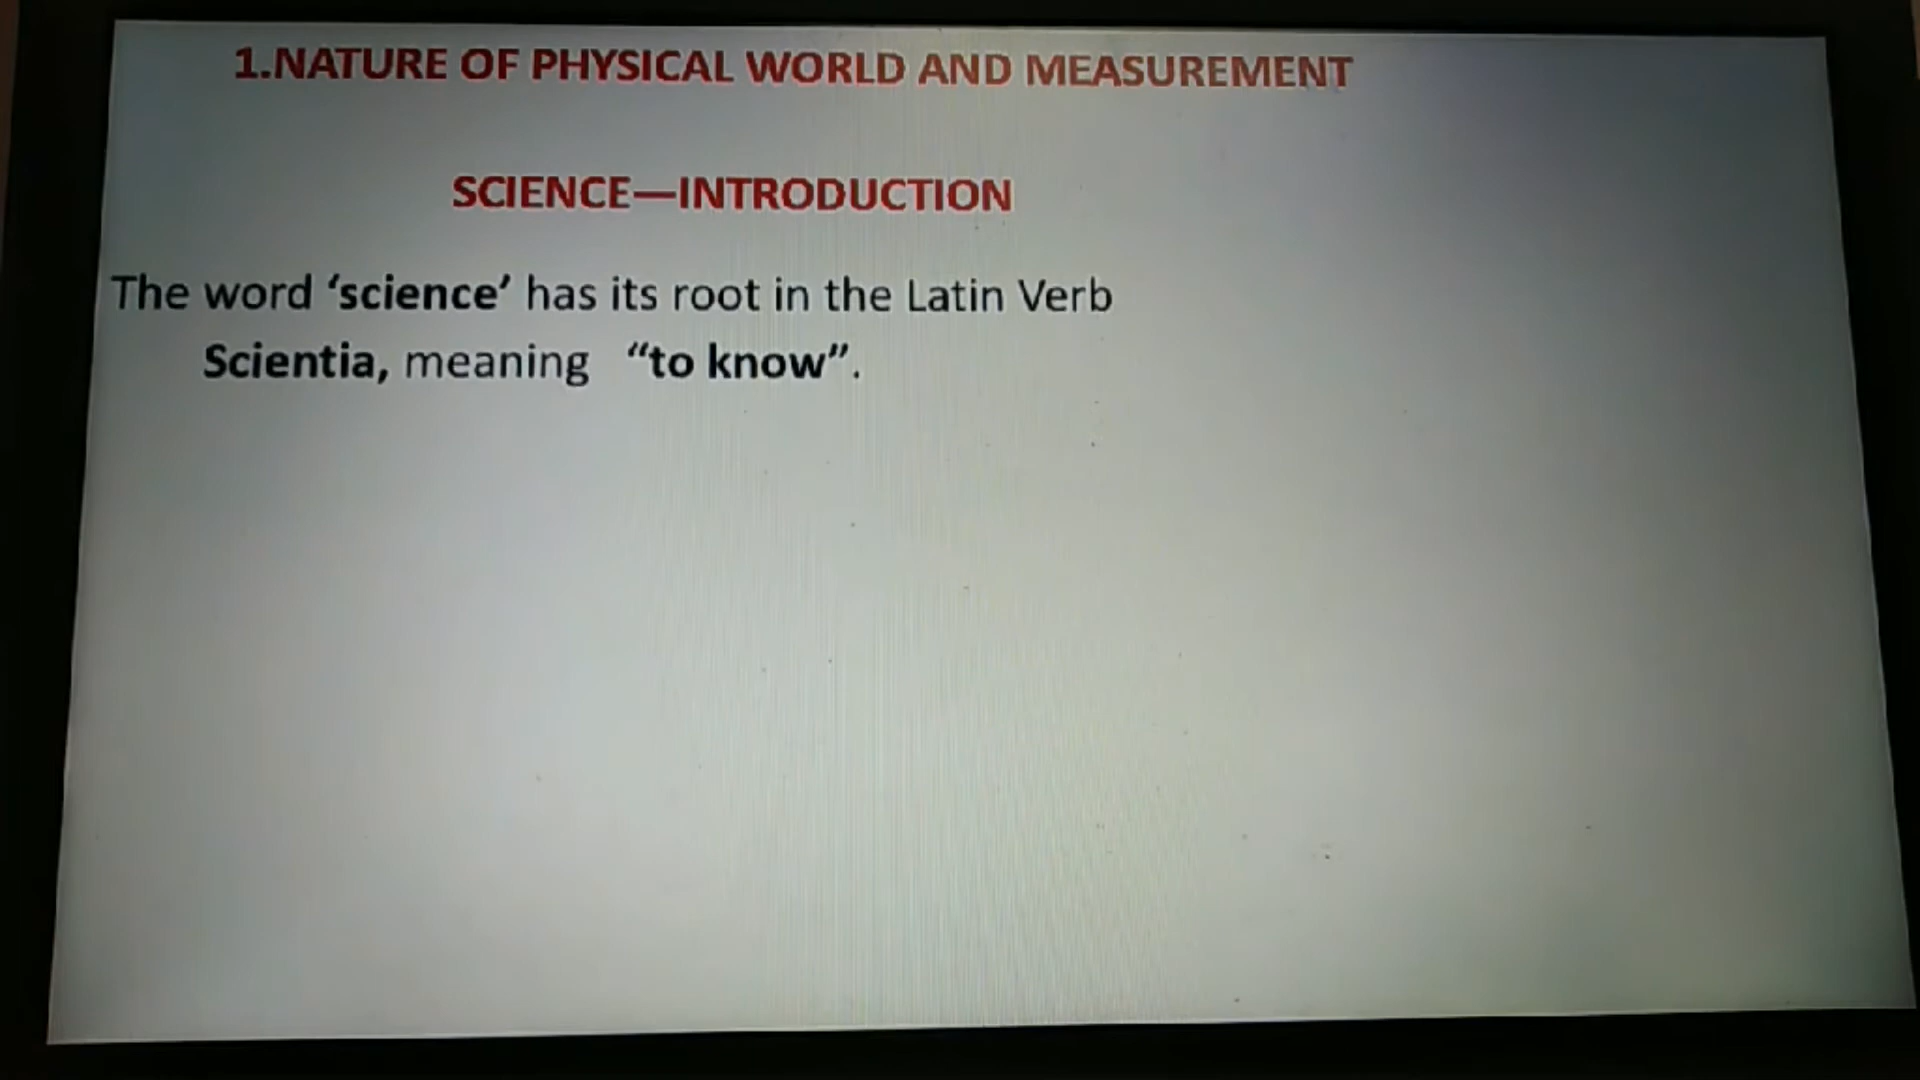 1.NATURE OF PHYSICAL WORLD AND MEASUREMENT
SCIENCE—INTRODUCTION
The word ‘science’ has its root in the Latin Verb
Scientia, meaning “to know”.